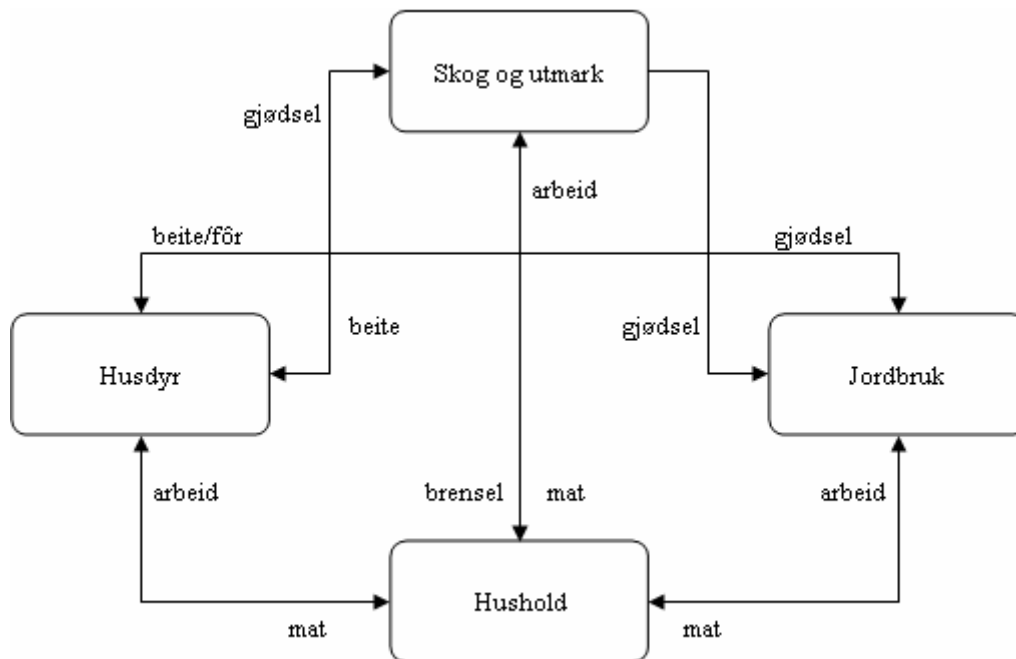 Skog og utmark
gjødsel
arbeid
beite/fôr
gjødsel
beite
gjødsel
Husdyr
Jordbruk
arbeid
brensel
mat
arbeid
Hushold
mat
mat